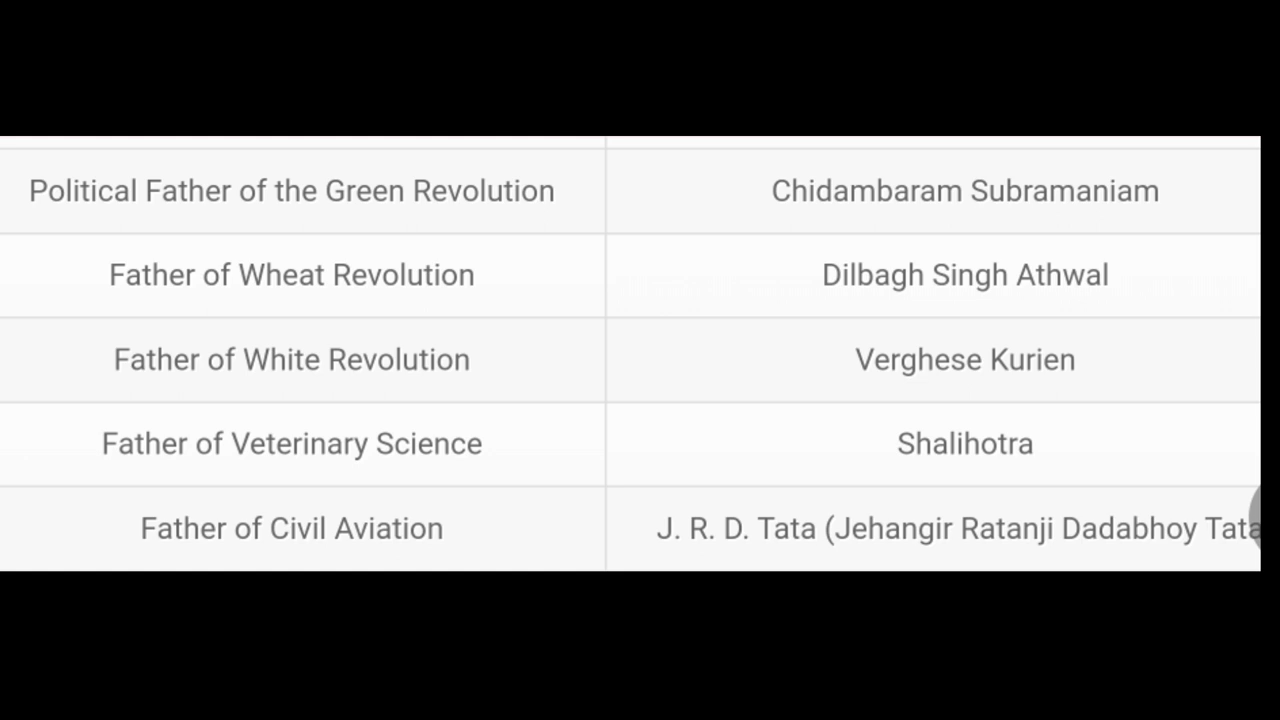 Political Father of the Green Revolution Chidambaram Subramaniam
Father of Wheat Revolution Dilbagh Singh Athwal
Father of White Revolution Verghese Kurien
Father of Veterinary Science Shalihotra
Father of Civil Aviation J. R. D. Tata (Jehangir Ratanji Dadabhoy Tata